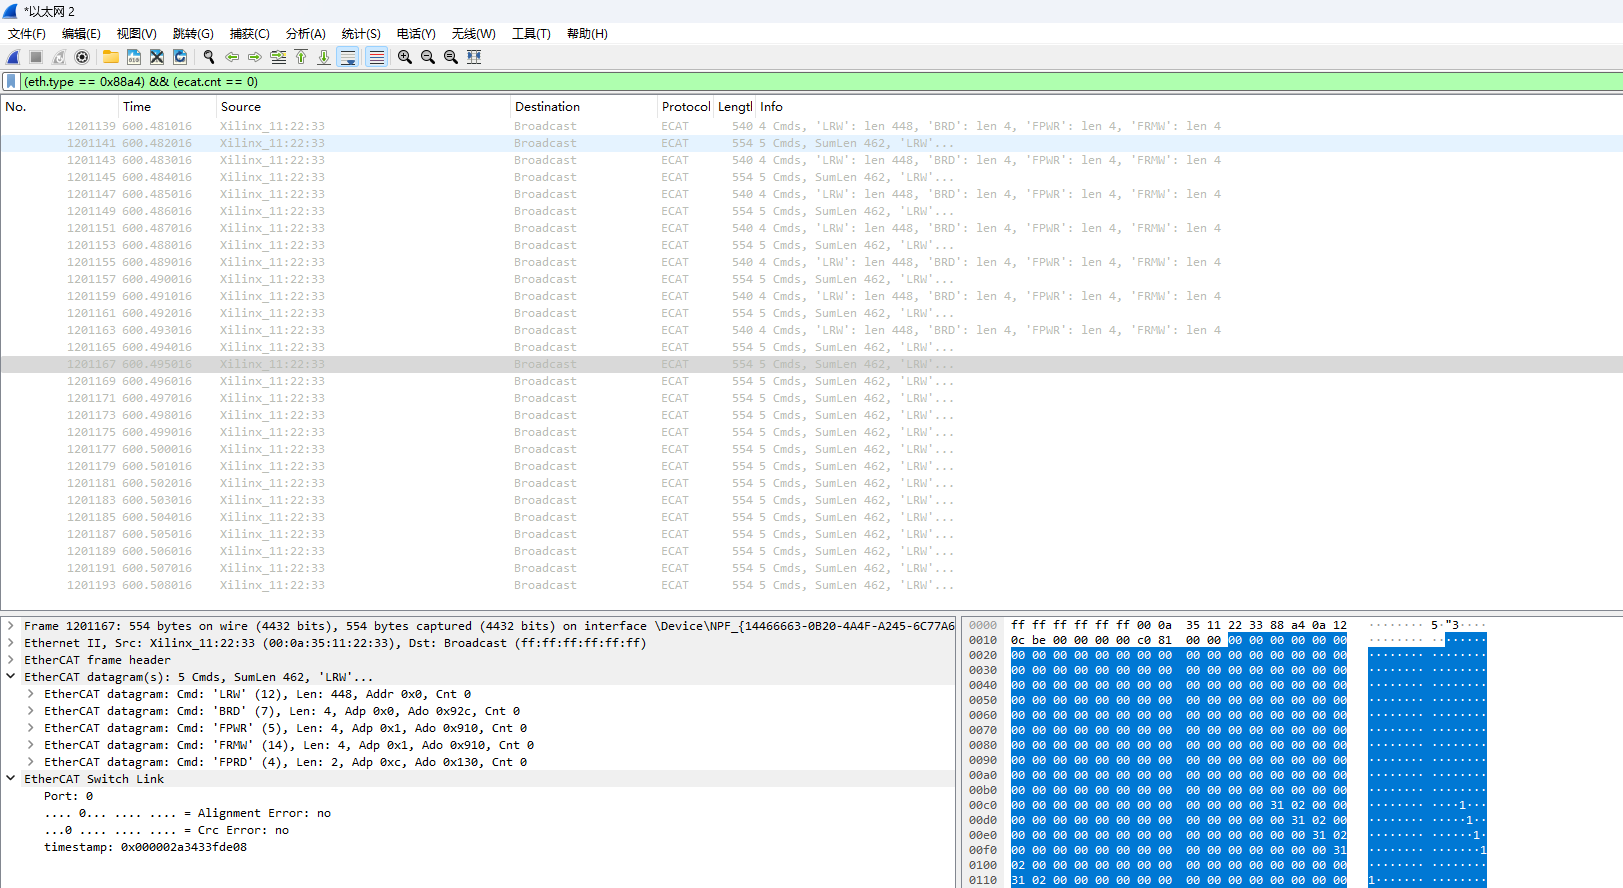 *以太网 2
文件(F) 编辑(E) 视图(V) 跳转(G) 捕获(C) 分析(A) 统计(S) 电话(Y) 无线(W) 工具(T) 帮助(H)
(eth.type == 0x88a4) && (ecat.cnt == 0)
No. Time Source Destination Protocol Lengtl Info
1201139 600.481016 Xilinx_11:22:33 Broadcast ECAT 540 4 Cmds, 'LRW': len 448, 'BRD': len 4, 'FPWR': len 4, 'FRMW': len 4
1201141 600.482016 Xilinx_11:22:33 Broadcast ECAT 554 5 Cmds, SumLen 462, 'LRW'...
1201143 600.483016 Xilinx_11:22:33 Broadcast ECAT 540 4 Cmds, 'LRW': len 448, 'BRD': len 4, 'FPWR': len 4, 'FRMW': len 4
1201145 600.484016 Xilinx_11:22:33 Broadcast ECAT 554 5 Cmds, SumLen 462, 'LRW'...
1201147 600.485016 Xilinx_11:22:33 Broadcast ECAT 540 4 Cmds, 'LRW': len 448, 'BRD': len 4, 'FPWR': len 4, 'FRMW': len 4
1201149 600.486016 Xilinx_11:22:33 Broadcast ECAT 554 5 Cmds, SumLen 462, 'LRW'...
1201151 600.487016 Xilinx_11:22:33 Broadcast ECAT 540 4 Cmds, 'LRW': len 448, 'BRD': len 4, 'FPWR': len 4, 'FRMW': len 4
1201153 600.488016 Xilinx_11:22:33 Broadcast ECAT 554 5 Cmds, SumLen 462, 'LRW'...
1201155 600.489016 Xilinx_11:22:33 Broadcast ECAT 540 4 Cmds, 'LRW': len 448, 'BRD': len 4, 'FPWR': len 4, 'FRMW': len 4
1201157 600.490016 Xilinx_11:22:33 Broadcast ECAT 554 5 Cmds, SumLen 462, 'LRW'...
1201159 600.491016 Xilinx_11:22:33 Broadcast ECAT 540 4 Cmds, 'LRW': len 448, 'BRD': len 4, 'FPWR': len 4, 'FRMW': len 4
1201161 600.492016 Xilinx_11:22:33 Broadcast ECAT 554 5 Cmds, SumLen 462, 'LRW'...
1201163 600.493016 Xilinx_11:22:33 Broadcast ECAT 540 4 Cmds, 'LRW': len 448, 'BRD': len 4, 'FPWR': len 4, 'FRMW': len 4
1201165 600.494016 Xilinx_11:22:33 Broadcast ECAT 554 5 Cmds, SumLen 462, 'LRW'...
1201167 600.495016 Xilinx_11:22:33 Broadcast ECAT 554 5 Cmds, SumLen 462, 'LRW'...
1201169 600.496016 Xilinx_11:22:33 Broadcast ECAT 554 5 Cmds, SumLen 462, 'LRW'...
1201171 600.497016 Xilinx_11:22:33 Broadcast ECAT 554 5 Cmds, SumLen 462, 'LRW'...
1201173 600.498016 Xilinx_11:22:33 Broadcast ECAT 554 5 Cmds, SumLen 462, 'LRW'...
1201175 600.499016 Xilinx_11:22:33 Broadcast ECAT 554 5 Cmds, SumLen 462, 'LRW'...
1201177 600.500016 Xilinx_11:22:33 Broadcast ECAT 554 5 Cmds, SumLen 462, 'LRW'...
1201179 600.501016 Xilinx_11:22:33 Broadcast ECAT 554 5 Cmds, SumLen 462, 'LRW'...
1201181 600.502016 Xilinx_11:22:33 Broadcast ECAT 554 5 Cmds, SumLen 462, 'LRW'...
1201183 600.503016 Xilinx_11:22:33 Broadcast ECAT 554 5 Cmds, SumLen 462, 'LRW'...
1201185 600.504016 Xilinx_11:22:33 Broadcast ECAT 554 5 Cmds, SumLen 462, 'LRW'...
1201187 600.505016 Xilinx_11:22:33 Broadcast ECAT 554 5 Cmds, SumLen 462, 'LRW'...
1201189 600.506016 Xilinx_11:22:33 Broadcast ECAT 554 5 Cmds, SumLen 462, 'LRW'...
1201191 600.507016 Xilinx_11:22:33 Broadcast ECAT 554 5 Cmds, SumLen 462, 'LRW'...
1201193 600.508016 Xilinx_11:22:33 Broadcast ECAT 554 5 Cmds, SumLen 462, 'LRW'...
Frame 1201167: 554 bytes on wire (4432 bits), 554 bytes captured (4432 bits) on interface \Device\NPF_{14466663-0B20-4A4F-A245-6C77A6
Ethernet II, Src: Xilinx_11:22:33 (00:0a:35:11:22:33), Dst: Broadcast (ff:ff:ff:ff:ff:ff)
EtherCAT frame header
EtherCAT datagram(s): 5 Cmds, SumLen 462, 'LRW'...
EtherCAT datagram: Cmd: 'LRW' (12), Len: 448, Addr 0x0, Cnt 0
EtherCAT datagram: Cmd: 'BRD' (7), Len: 4, Adp 0x0, Ado 0x92c, Cnt 0
EtherCAT datagram: Cmd: 'FPWR' (5), Len: 4, Adp 0x1, Ado 0x910, Cnt 0
EtherCAT datagram: Cmd: 'FRMW' (14), Len: 4, Adp 0x1, Ado 0x910, Cnt 0
EtherCAT datagram: Cmd: 'FPRD' (4), Len: 2, Adp 0xc, Ado 0x130, Cnt 0
EtherCAT Switch Link
Port: 0
.... 0... .... .... = Alignment Error: no
...0 .... .... .... = Crc Error: no
timestamp: 0x000002a3433fde08
0000 ff ff ff ff ff ff 00 0a 35 11 22 33 88 a4 0a 12 ········ 5·"3····
0010 0c be 00 00 00 00 c0 81 00 00 00 00 00 00 00 00 ········ ········
0020 00 00 00 00 00 00 00 00 00 00 00 00 00 00 00 00 ········ ········
0030 00 00 00 00 00 00 00 00 00 00 00 00 00 00 00 00 ········ ········
0040 00 00 00 00 00 00 00 00 00 00 00 00 00 00 00 00 ········ ········
0050 00 00 00 00 00 00 00 00 00 00 00 00 00 00 00 00 ········ ········
0060 00 00 00 00 00 00 00 00 00 00 00 00 00 00 00 00 ········ ········
0070 00 00 00 00 00 00 00 00 00 00 00 00 00 00 00 00 ········ ········
0080 00 00 00 00 00 00 00 00 00 00 00 00 00 00 00 00 ········ ········
0090 00 00 00 00 00 00 00 00 00 00 00 00 00 00 00 00 ········ ········
00a0 00 00 00 00 00 00 00 00 00 00 00 00 00 00 00 00 ········ ········
00b0 00 00 00 00 00 00 00 00 00 00 00 00 00 00 00 00 ········ ········
00c0 00 00 00 00 00 00 00 00 00 00 00 00 31 02 00 00 ········ ····1···
00d0 00 00 00 00 00 00 00 00 00 00 00 00 00 31 02 00 ········ ·····1··
00e0 00 00 00 00 00 00 00 00 00 00 00 00 00 00 31 02 ········ ······1·
00f0 00 00 00 00 00 00 00 00 00 00 00 00 00 00 00 31 ········ ·······1
0100 02 00 00 00 00 00 00 00 00 00 00 00 00 00 00 00 ········ ········
0110 31 02 00 00 00 00 00 00 00 00 00 00 00 00 00 00 1······· ········